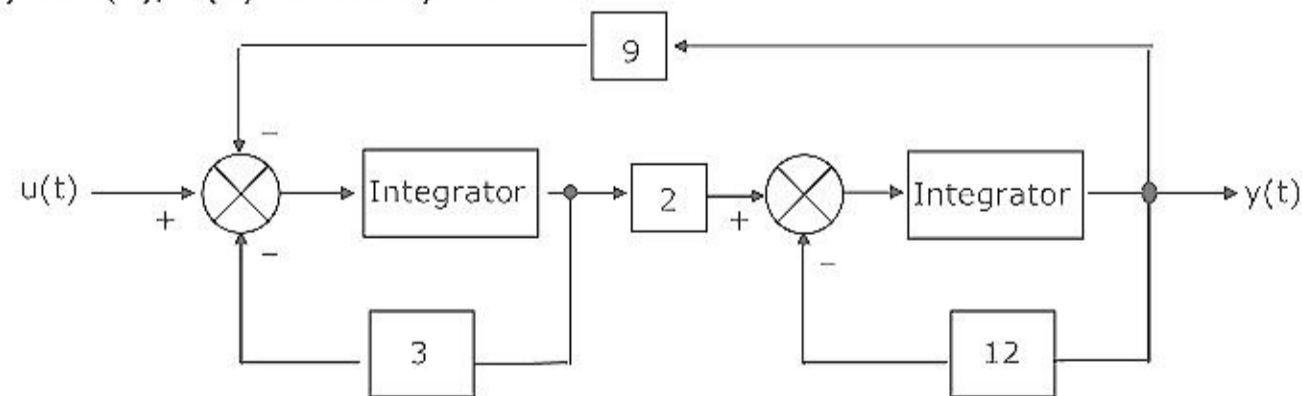 9
−
u(t)
Integrator
2
Integrator
y(t)
+
+
−
−
3
12